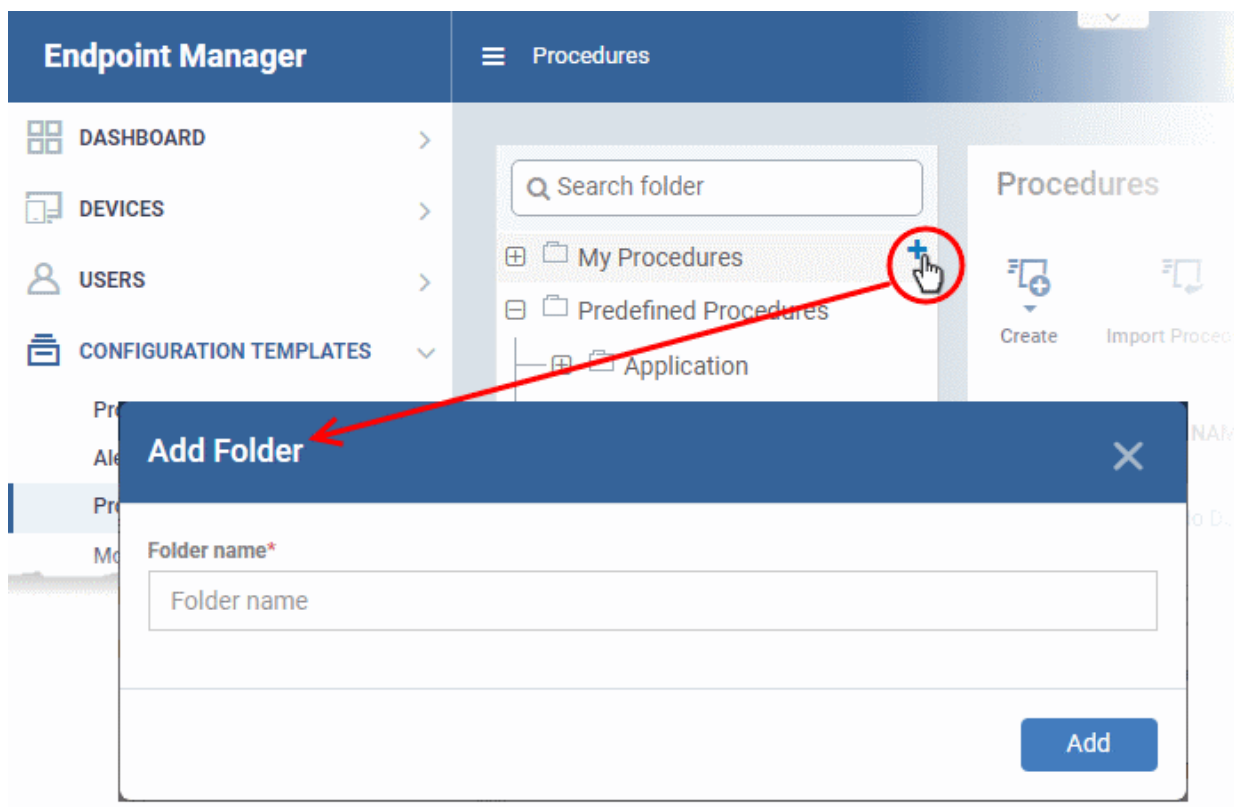 Endpoint Manager
Procedures
DASHBOARD
DEVICES
USERS
CONFIGURATION TEMPLATES
Search folder
My Procedures
Predefined Procedures
Application
Procedures
Create
Import
Add Folder
Folder name*
Folder name
Add